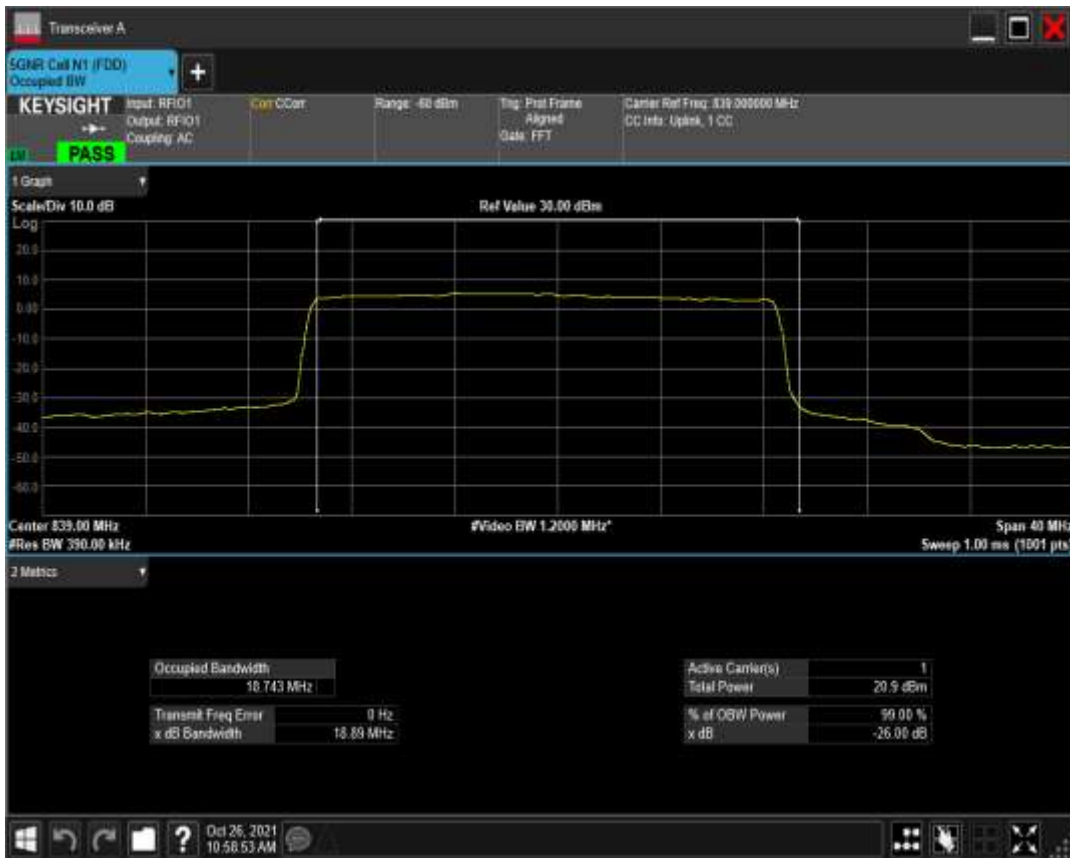 Transceiver A
5GNR Cell N1 (FDD)
Occupied BW
+
KEYSIGHT
Input: RFIO1
Output: RFIO1
Coupling: AC
Corr CCorr
Range: -60 dBm
Trig: Prot Frame
Aligned
Gate: FFT
Carrier Ref Freq: 839.000000 MHz
CC Info: Uplink, 1 CC
PASS
1 Graph
Scale/Div 10.0 dB
Ref Value 30.00 dBm
Log
20.0
10.0
0.00
-10.0
-20.0
-30.0
-40.0
-50.0
-60.0
Center 839.00 MHz
#Video BW 1.2000 MHz*
Span 40 MHz
#Res BW 390.00 kHz
Sweep 1.00 ms (1001 pts)
2 Metrics
Occupied Bandwidth
18.743 MHz
Active Carrier(s) 1
Total Power 20.9 dBm
Transmit Freq Error 0 Hz
x dB Bandwidth 18.89 MHz
% of OBW Power 99.00 %
x dB -26.00 dB
?
Oct 26, 2021
10:58:53 AM